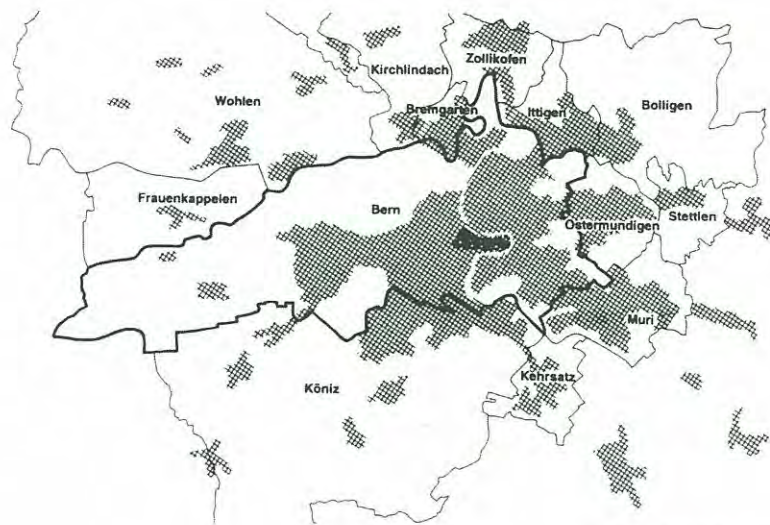 Zollikofen
Kirchlindach
Wohlen
Bremgarten
Ittigen
Bolligen
Frauenkappelen
Bern
Ostermundigen
Stettlen
Muri
Köniz
Kehrsatz